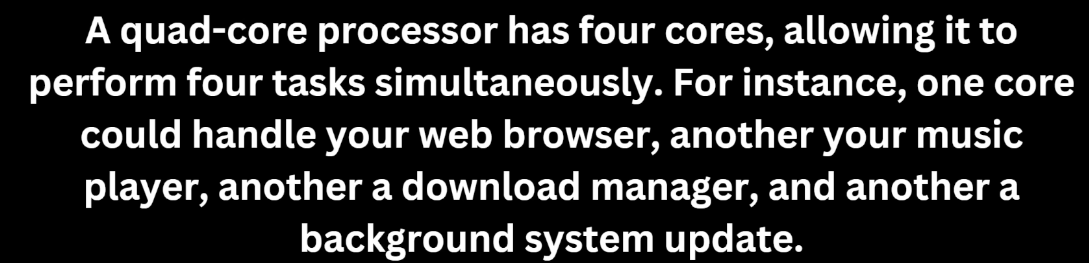 A quad-core processor has four cores, allowing it to
perform four tasks simultaneously. For instance, one core
could handle your web browser, another your music
player, another a download manager, and another a
background system update.